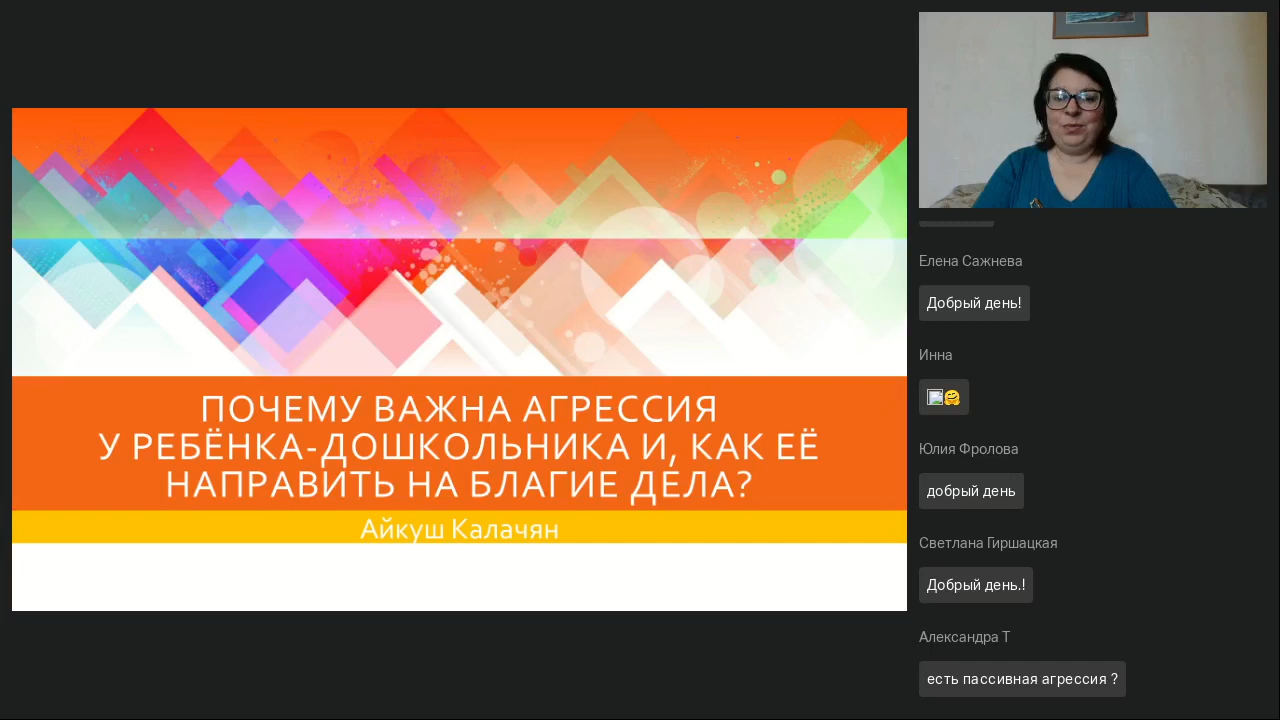 ПОЧЕМУ ВАЖНА АГРЕССИЯ
У РЕБЁНКА-ДОШКОЛЬНИКА И, КАК ЕЁ
НАПРАВИТЬ НА БЛАГИЕ ДЕЛА?
Айкуш Калачян
Елена Сажнева
Добрый день!
Инна
🤗
Юлия Фролова
добрый день
Светлана Гиршацкая
Добрый день.!
Александра Т
есть пассивная агрессия ?